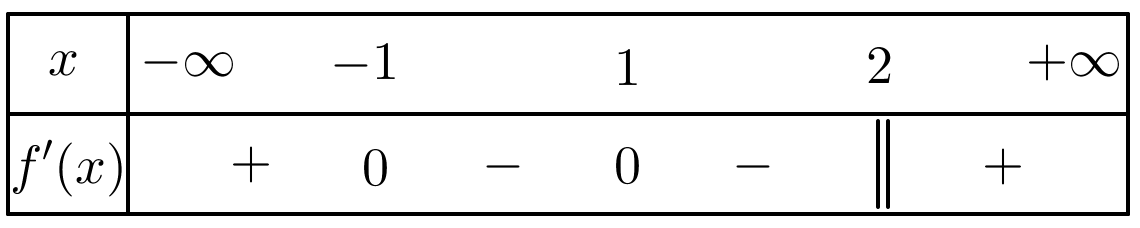 x −∞ −1 1 2 +∞
f′(x) + 0 − 0 − || +